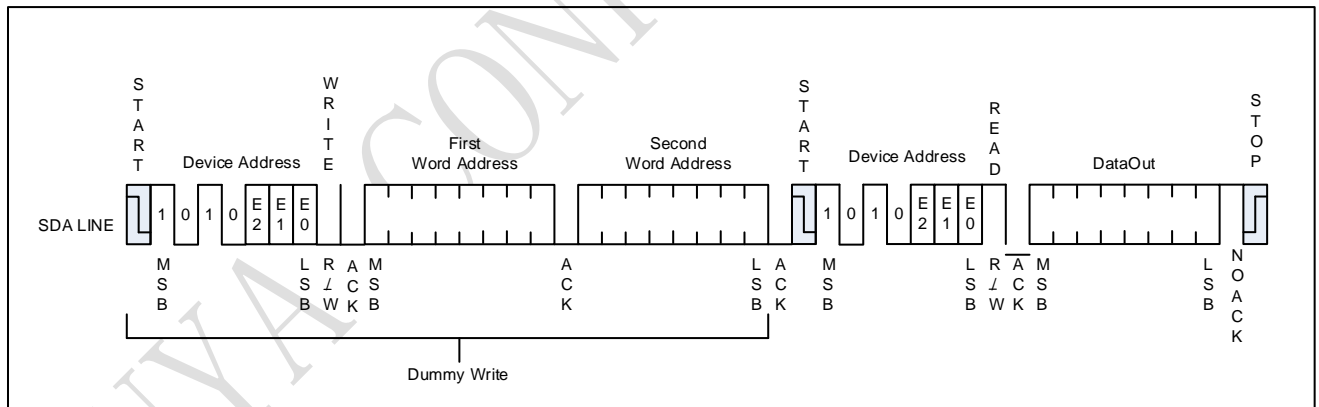 START
WRITE
START
READ
STOP
Device Address
First
Word Address
Second
Word Address
Device Address
DataOut
SDA LINE
1 0 1 0 E2 E1 E0
1 0 1 0 E2 E1 E0
MSB
LSB
R/W
ACK
MSB
ACK
LSB
ACK
MSB
LSB
R/W
ACK
MSB
LSB
NOACK
Dummy Write